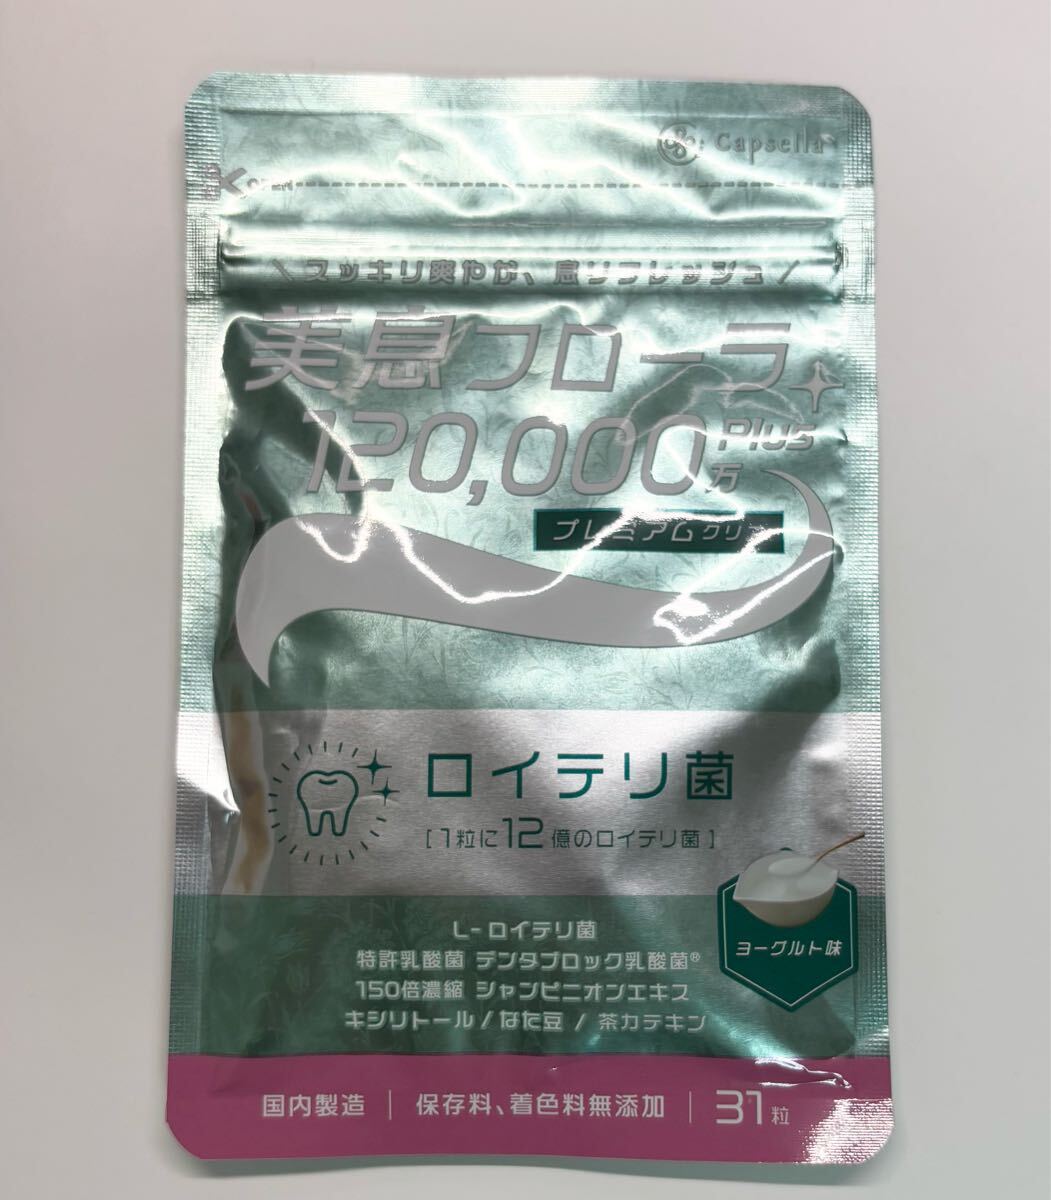 Capsella
OPEN
\スッキリ爽やか、息リフレッシュ/
美息フローラ
120,000万 Plus
プレミアムクリア
ロイテリ菌
[1粒に12億のロイテリ菌]
L-ロイテリ菌
特許乳酸菌 デンタブロック乳酸菌®
150倍濃縮 シャンピニオンエキス
キシリトール/なた豆/茶カテキン
ヨーグルト味
国内製造|保存料、着色料無添加|31粒